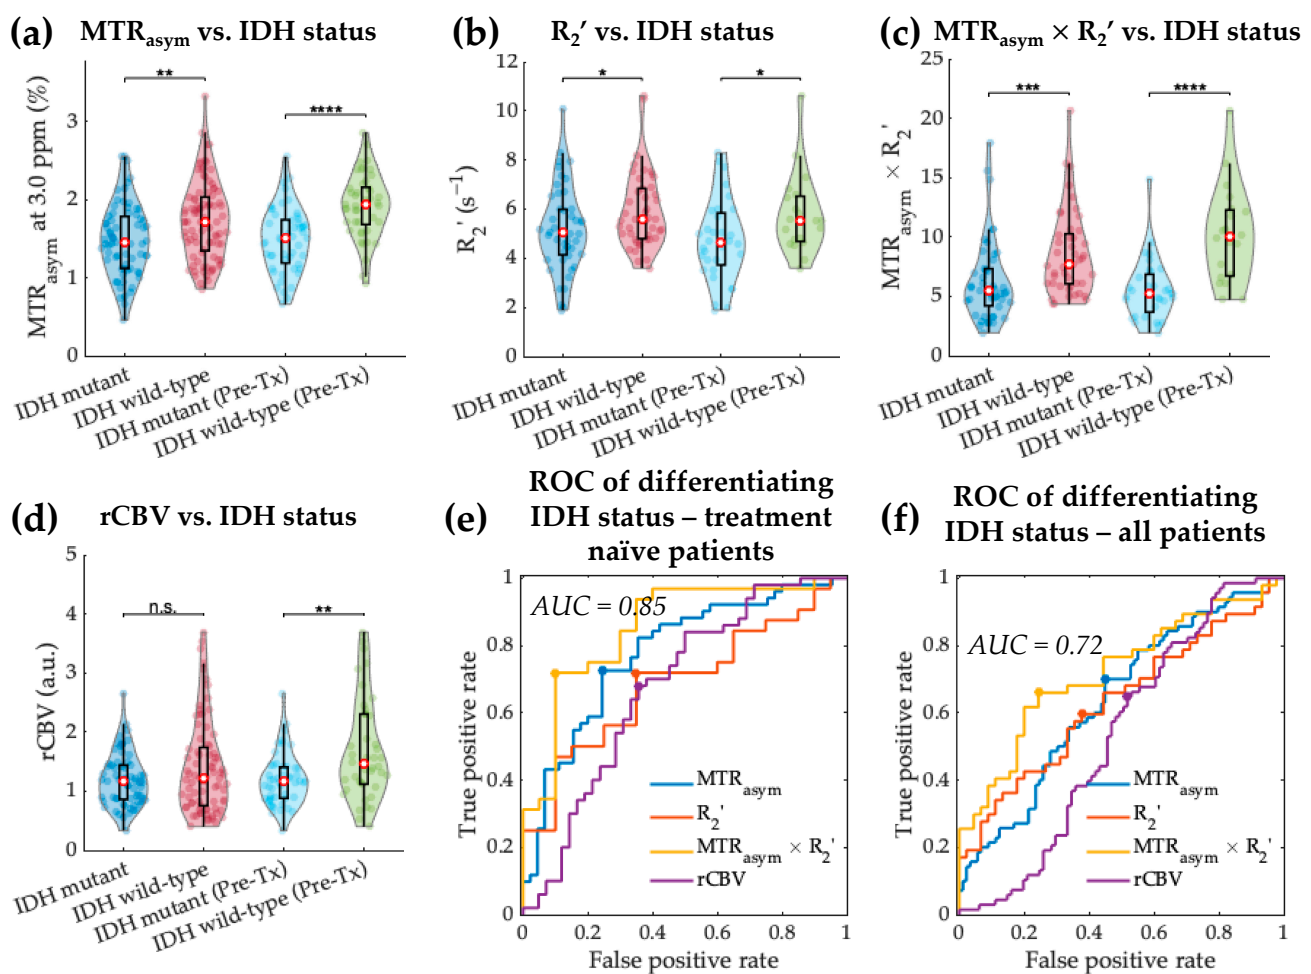 (a) MTRasym vs. IDH status
MTRasym at 3.0 ppm (%)
3
2
1
0
**
****
IDH mutant
IDH wild-type
IDH mutant (Pre-Tx)
IDH wild-type (Pre-Tx)
(b) R2′ vs. IDH status
R2' (s−1)
12
10
8
6
4
2
0
*
*
IDH mutant
IDH wild-type
IDH mutant (Pre-Tx)
IDH wild-type (Pre-Tx)
(c) MTRasym × R2′ vs. IDH status
MTRasym × R2'
25
20
15
10
5
0
***
****
IDH mutant
IDH wild-type
IDH mutant (Pre-Tx)
IDH wild-type (Pre-Tx)
(d) rCBV vs. IDH status
rCBV (a.u.)
5
4
3
2
1
0
n.s.
**
IDH mutant
IDH wild-type
IDH mutant (Pre-Tx)
IDH wild-type (Pre-Tx)
(e) ROC of differentiating
IDH status – treatment
naïve patients
True positive rate
1
0.8
0.6
0.4
0.2
0
AUC = 0.85
MTRasym
R2'
MTRasym × R2'
rCBV
0 0.2 0.4 0.6 0.8 1
False positive rate
(f) ROC of differentiating
IDH status – all patients
True positive rate
1
0.8
0.6
0.4
0.2
0
AUC = 0.72
MTRasym
R2'
MTRasym × R2'
rCBV
0 0.2 0.4 0.6 0.8 1
False positive rate